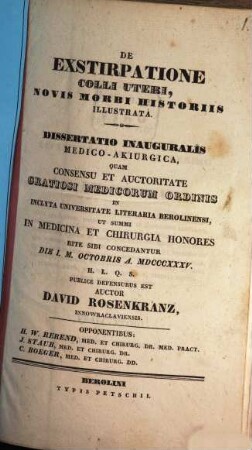 1.
DE
EXSTIRPATIONE
COLLI UTERI,
NOVIS MORBI HISTORIIS
ILLUSTRATA.
DISSERTATIO INAUGURALIS
MEDICO-AKIURGICA,
QUAM
CONSENSU ET AUCTORITATE
GRATIOSI MEDICORUM ORDINIS
IN
INCLYTA UNIVERSITATE LITERARIA BEROLINENSI,
UT SUMMI
IN MEDICINA ET CHIRURGIA HONORES
RITE SIBI CONCEDANTUR
DIE I. M. OCTOBRIS A. MDCCCXXXV.
H. L. Q. S.
PUBLICE DEFENSURUS EST
AUCTOR
DAVID ROSENKRANZ,
INNOWRACLAVIENSIS.
OPPONENTIBUS:
H. W. BEREND, MED. ET CHIRURG. DR. MED. PRACT.
J. STAUB, MED. ET CHIRURG. DR.
C. BOEGER, MED. ET CHIRURG. DD.
BEROLINI
TYPIS PETSCHII.